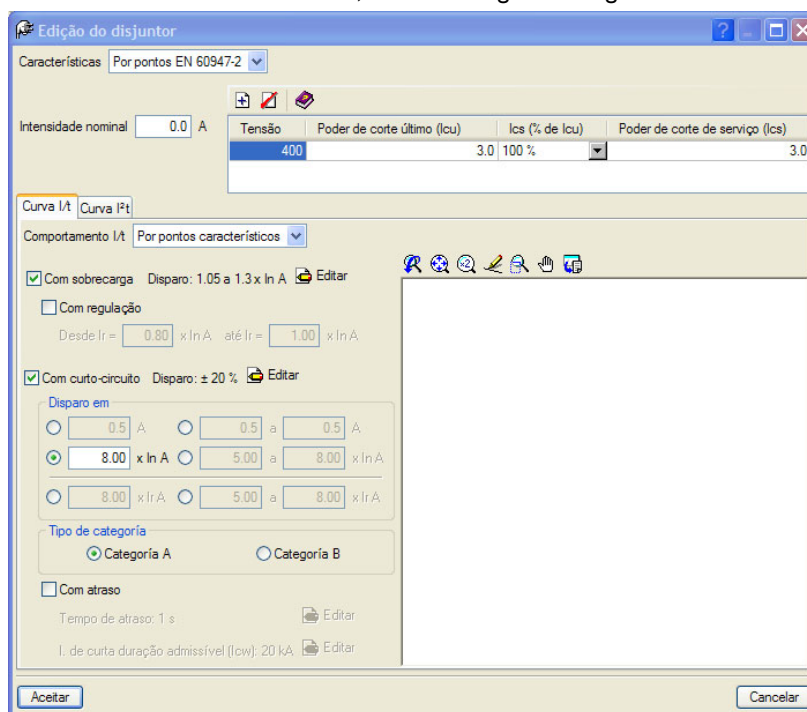 Edição do disjuntor
Características Por pontos EN 60947-2
Intensidade nominal 0.0 A
Tensão Poder de corte último (Icu) Ics (% de Icu) Poder de corte de serviço (Ics)
400 3.0 100 % 3.0
Curva I/t Curva I²t
Comportamento I/t Por pontos característicos
Com sobrecarga Disparo: 1.05 a 1.3 x In A Editar
Com regulação
Desde Ir = 0.80 x In A até Ir = 1.00 x In A
Com curto-circuito Disparo: ± 20 % Editar
Disparo em
0.5 A 0.5 a 0.5 A
8.00 x In A 5.00 a 8.00 x In A
8.00 x Ir A 5.00 a 8.00 x Ir A
Tipo de categoría
Categoría A Categoría B
Com atraso
Tempo de atraso: 1 s Editar
I. de curta duração admissível (Icw): 20 kA Editar
Aceitar Cancelar